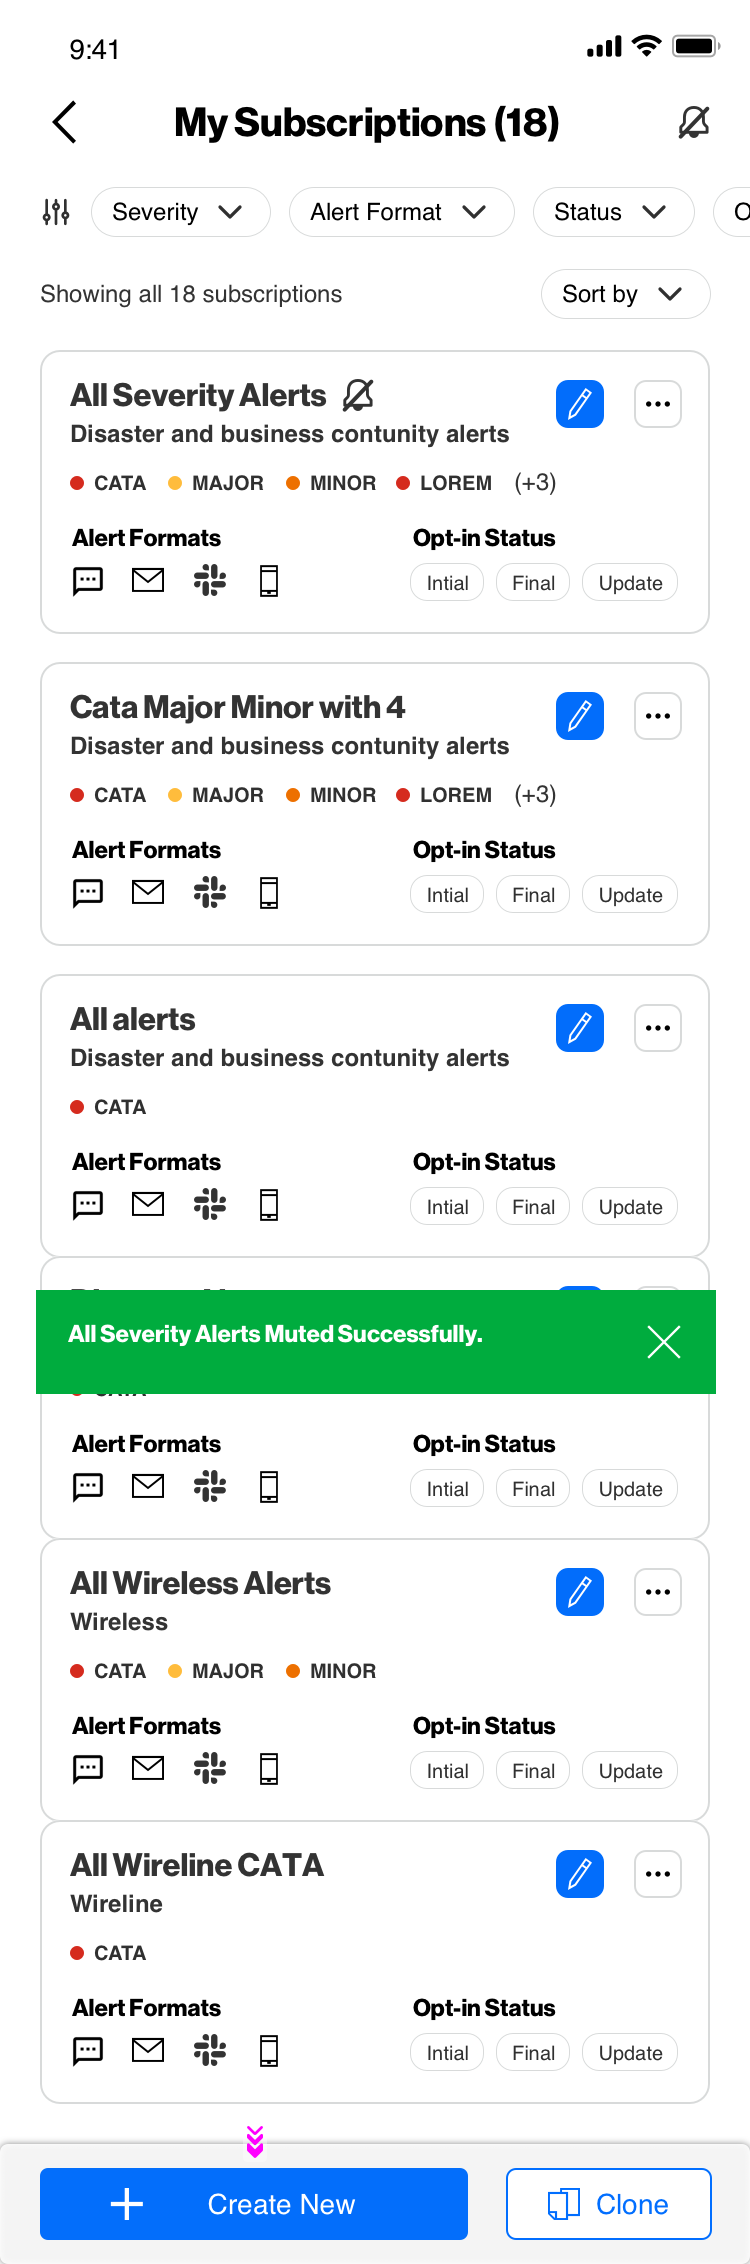 9:41
My Subscriptions (18)
Severity Alert Format Status
Showing all 18 subscriptions Sort by
All Severity Alerts
Disaster and business contunity alerts
CATA MAJOR MINOR LOREM (+3)
Alert Formats Opt-in Status
Intial Final Update
Cata Major Minor with 4
Disaster and business contunity alerts
CATA MAJOR MINOR LOREM (+3)
Alert Formats Opt-in Status
Intial Final Update
All alerts
Disaster and business contunity alerts
CATA
Alert Formats Opt-in Status
Intial Final Update
All Severity Alerts Muted Successfully.
Alert Formats Opt-in Status
Intial Final Update
All Wireless Alerts
Wireless
CATA MAJOR MINOR
Alert Formats Opt-in Status
Intial Final Update
All Wireline CATA
Wireline
CATA
Alert Formats Opt-in Status
Intial Final Update
Create New Clone